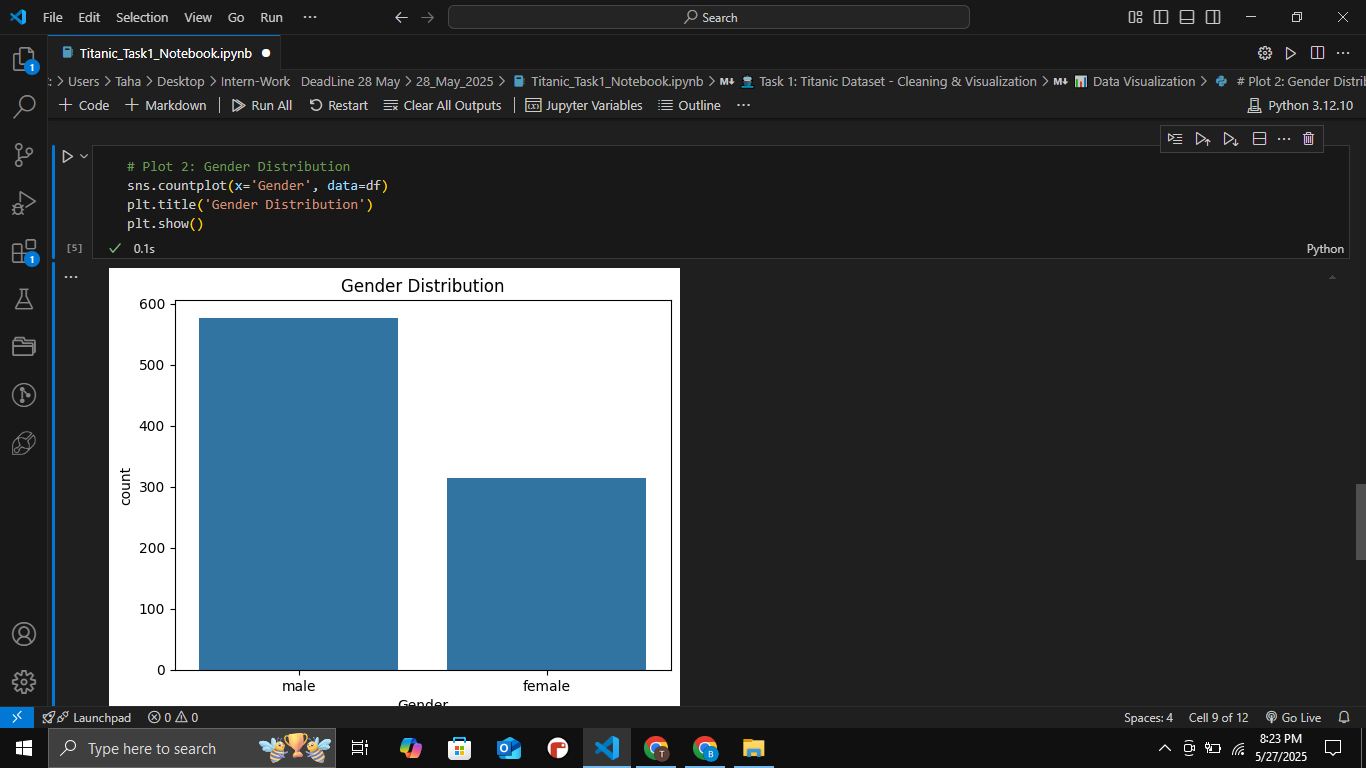 File Edit Selection View Go Run ···
Search
Titanic_Task1_Notebook.ipynb
: > Users > Taha > Desktop > Intern-Work DeadLine 28 May > 28_May_2025 > Titanic_Task1_Notebook.ipynb > M↓ Task 1: Titanic Dataset - Cleaning & Visualization > M↓ Data Visualization > # Plot 2: Gender Distri
+ Code + Markdown Run All Restart Clear All Outputs Jupyter Variables Outline ··· Python 3.12.10
# Plot 2: Gender Distribution
sns.countplot(x='Gender', data=df)
plt.title('Gender Distribution')
plt.show()
[5] 0.1s Python
1
1
Gender Distribution
600
500
400
300
200
100
0
count
male female
Gender
Launchpad 0 0 Spaces: 4 Cell 9 of 12 Go Live
Type here to search
T
B
8:23 PM
5/27/2025